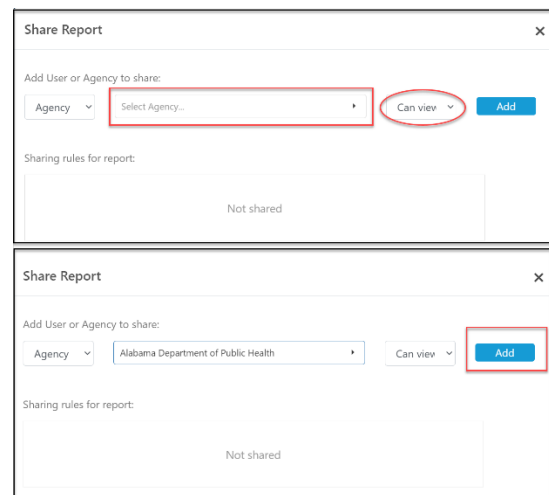 Share Report ×
Add User or Agency to share:
Agency Select Agency... Can view Add
Sharing rules for report:
Not shared
Share Report ×
Add User or Agency to share:
Agency Alabama Department of Public Health Can view Add
Sharing rules for report:
Not shared